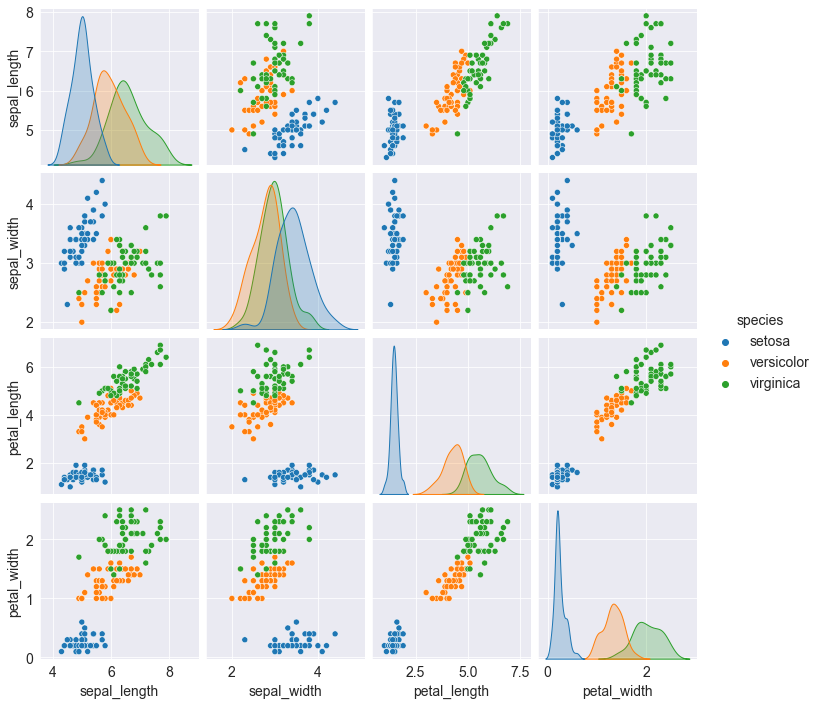 8
7
6
5
sepal_length
4
3
2
sepal_width
6
4
2
petal_length
2
1
0
petal_width
4 6 8
sepal_length
2 4
sepal_width
2.5 5.0 7.5
petal_length
0 2
petal_width
species
setosa
versicolor
virginica